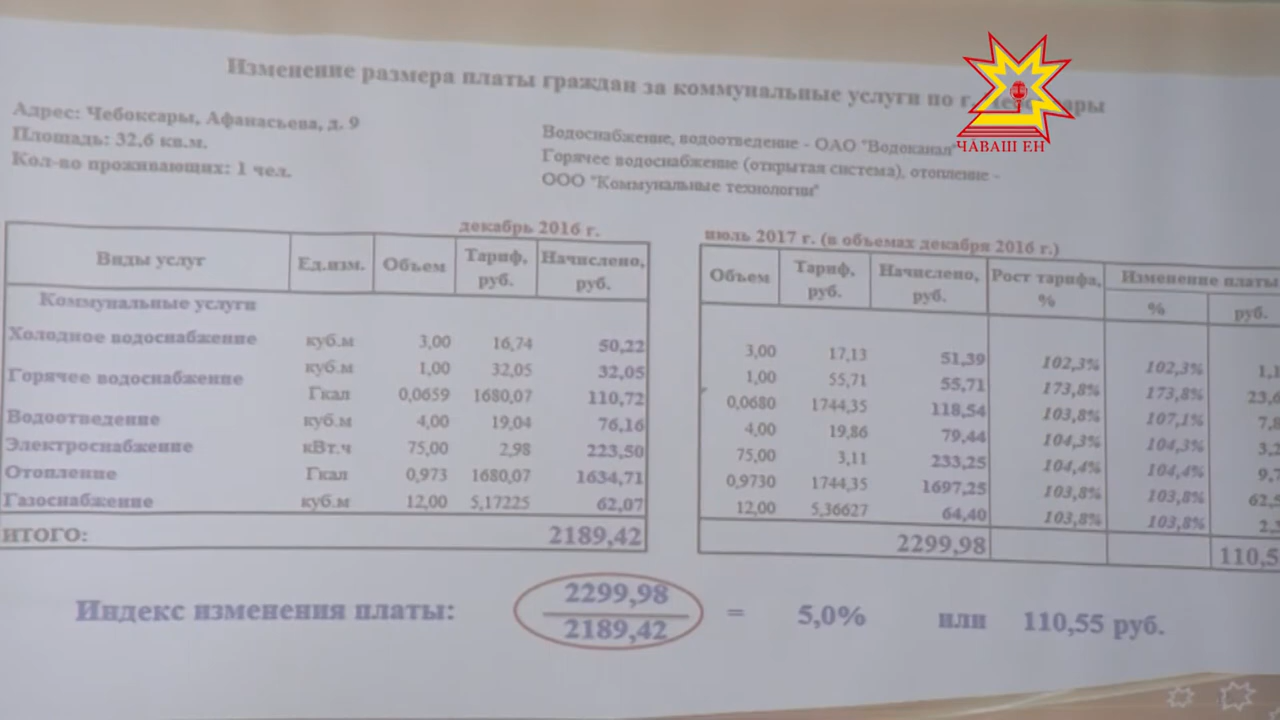 Изменение размера платы граждан за коммунальные услуги по г.
ЧӐВАШ ЕН
Адрес: Чебоксары, Афанасьева, д. 9
Площадь: 32,6 кв.м.
Кол-во проживающих: 1 чел.
Водоснабжение, водоотведение - ОАО "Водоканал"
Горячее водоснабжение (открытая система), отопление -
ООО "Коммунальные технологии"
декабрь 2016 г.
июль 2017 г. (в объемах декабря 2016 г.)
Виды услуг Ед.изм. Объем Тариф, руб. Начислено, руб. Объем Тариф, руб. Начислено, руб. Рост тарифа, % Изменение платы % руб.
Коммунальные услуги
Холодное водоснабжение куб.м 3,00 16,74 50,22 3,00 17,13 51,39 102,3% 102,3%
Горячее водоснабжение куб.м 1,00 32,05 32,05 1,00 55,71 55,71 173,8% 173,8%
Гкал 0,0659 1680,07 110,72 0,0680 1744,35 118,54 103,8% 107,1%
Водоотведение куб.м 4,00 19,04 76,16 4,00 19,86 79,44 104,3% 104,3%
Электроснабжение кВт.ч 75,00 2,98 223,50 75,00 3,11 233,25 104,4% 104,4%
Отопление Гкал 0,973 1680,07 1634,71 0,9730 1744,35 1697,25 103,8% 103,8%
Газоснабжение куб.м 12,00 5,17225 62,07 12,00 5,36627 64,40 103,8% 103,8%
ИТОГО: 2189,42 2299,98 110,5
Индекс изменения платы: 2299,98 / 2189,42 = 5,0% или 110,55 руб.